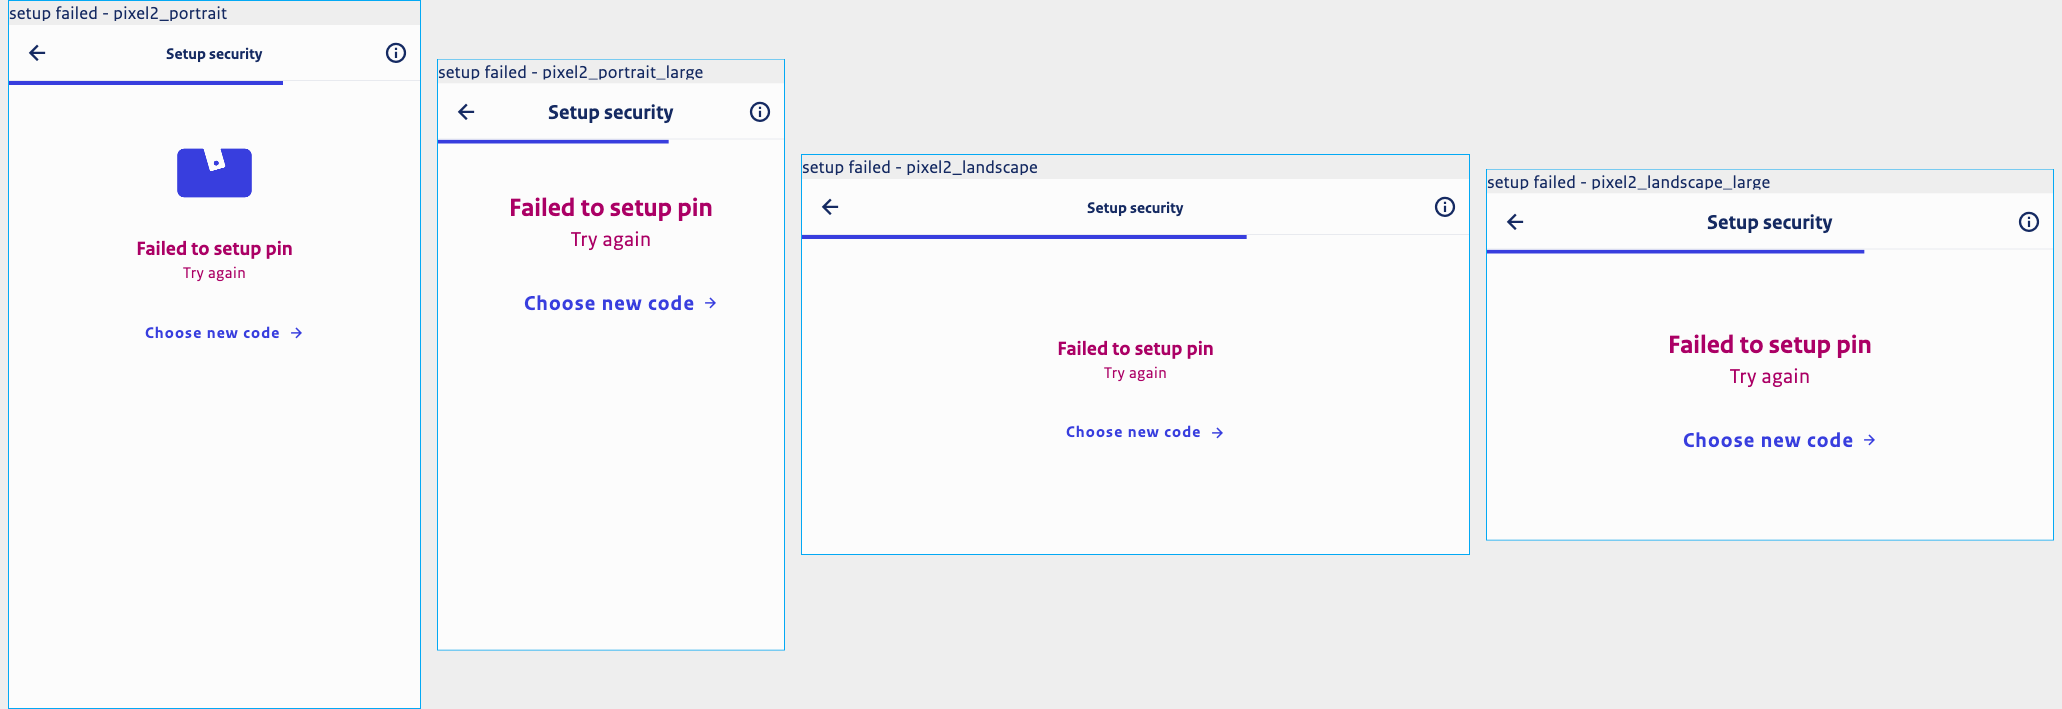 setup failed - pixel2_portrait
Setup security
Failed to setup pin
Try again
Choose new code
setup failed - pixel2_portrait_large
Setup security
Failed to setup pin
Try again
Choose new code
setup failed - pixel2_landscape
Setup security
Failed to setup pin
Try again
Choose new code
setup failed - pixel2_landscape_large
Setup security
Failed to setup pin
Try again
Choose new code